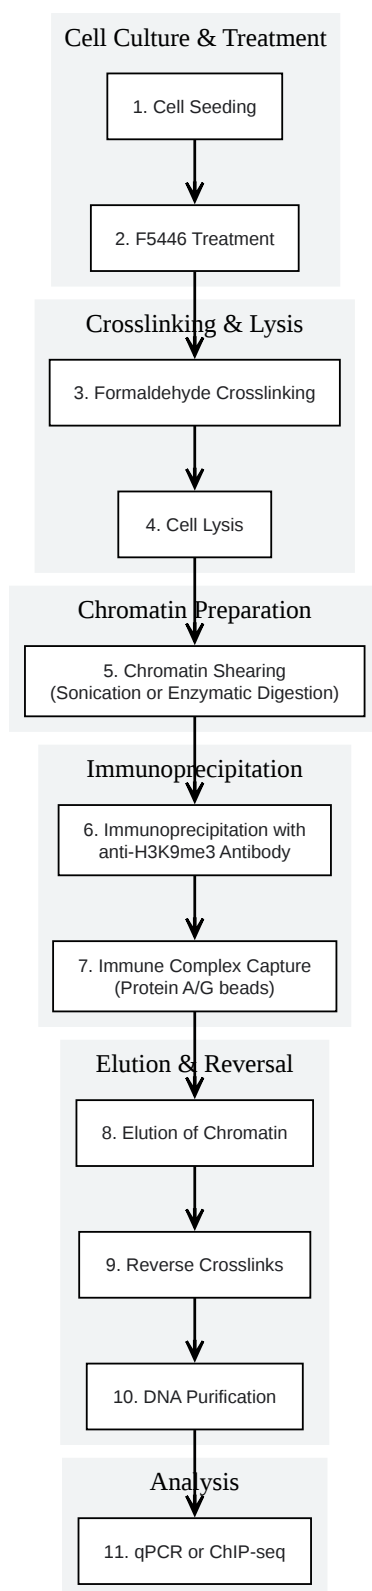 Cell Culture & Treatment
1. Cell Seeding
2. F5446 Treatment
Crosslinking & Lysis
3. Formaldehyde Crosslinking
4. Cell Lysis
Chromatin Preparation
5. Chromatin Shearing
(Sonication or Enzymatic Digestion)
Immunoprecipitation
6. Immunoprecipitation with
anti-H3K9me3 Antibody
7. Immune Complex Capture
(Protein A/G beads)
Elution & Reversal
8. Elution of Chromatin
9. Reverse Crosslinks
10. DNA Purification
Analysis
11. qPCR or ChIP-seq